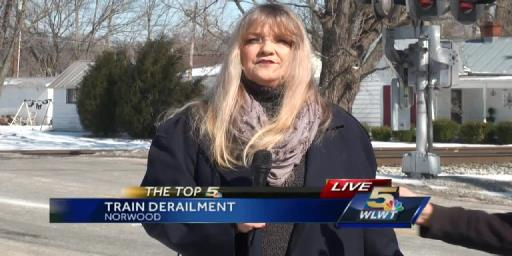 THE TOP 5
LIVE
TRAIN DERAILMENT
5
NORWOOD
WLWT